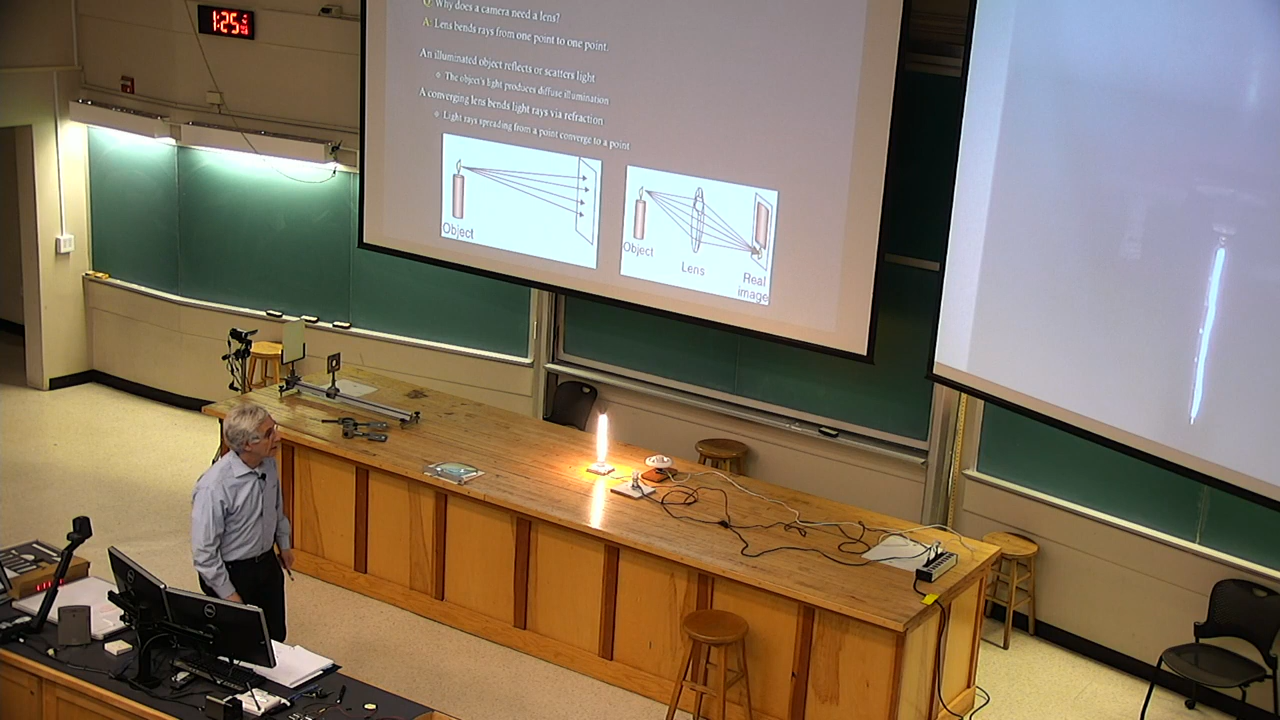 1:25
Q: Why does a camera need a lens?
A: Lens bends rays from one point to one point.
An illuminated object reflects or scatters light
The object's light produces diffuse illumination
A converging lens bends light rays via refraction
Light rays spreading from a point converge to a point
Object
Object
Lens
Real
image
DELL